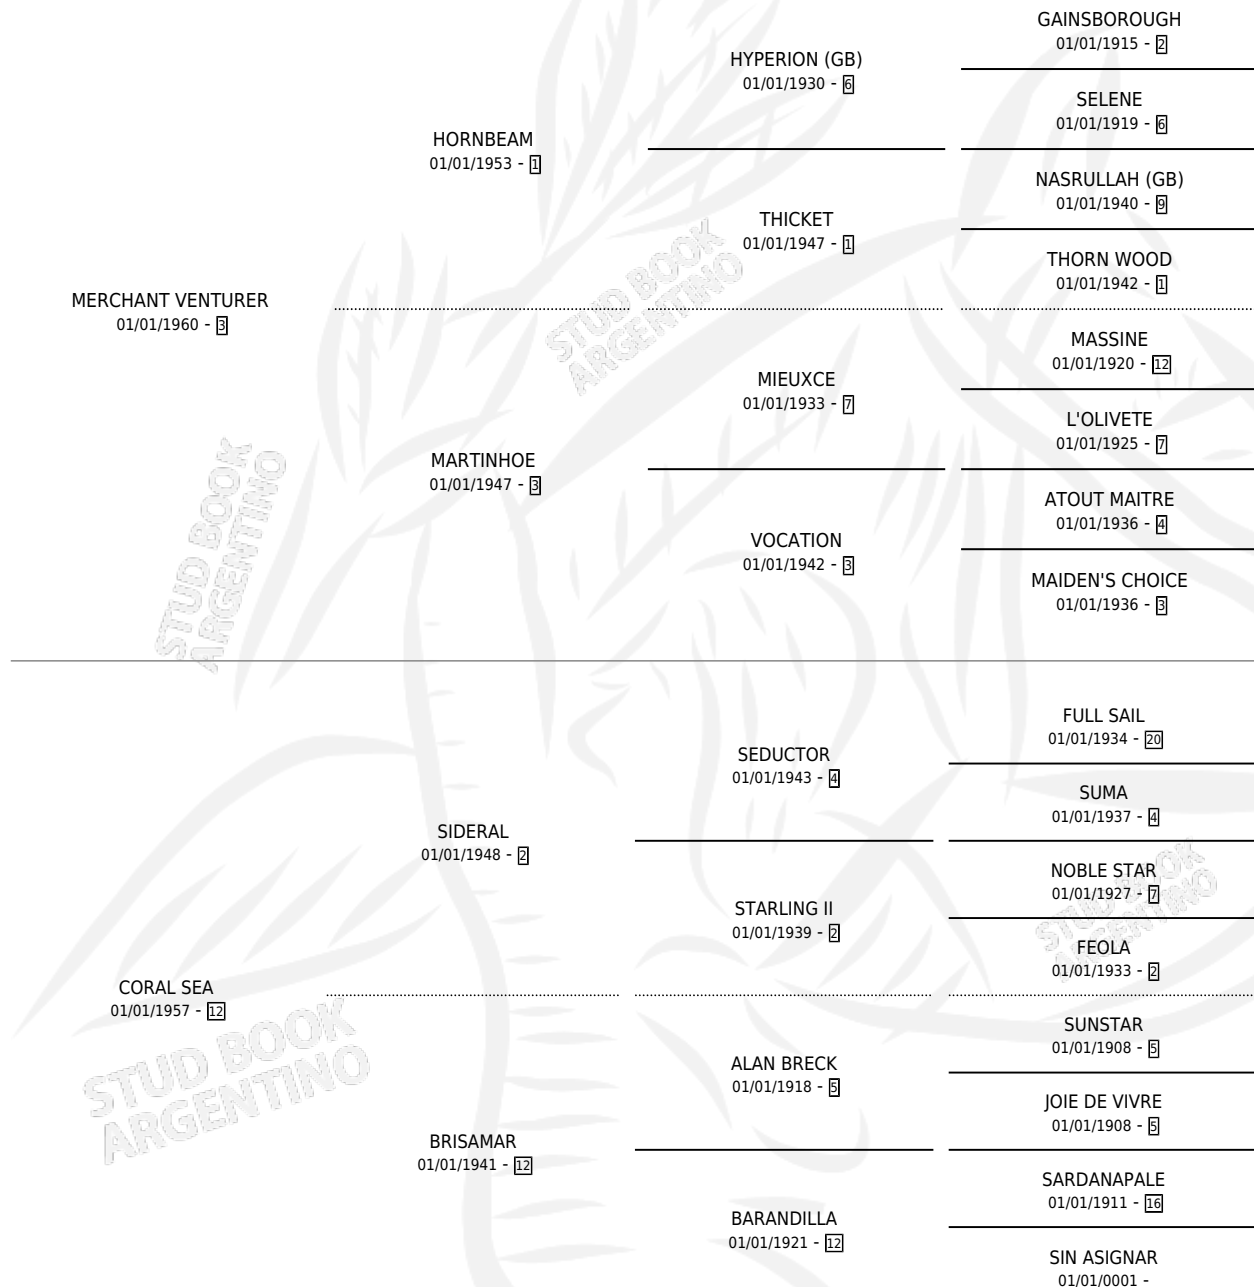 GAINSBOROUGH
01/01/1915 - 2
HYPERION (GB)
01/01/1930 - 6
SELENE
01/01/1919 - 6
HORNBEAM
01/01/1953 - 1
NASRULLAH (GB)
01/01/1940 - 9
THICKET
01/01/1947 - 1
THORN WOOD
01/01/1942 - 1
MERCHANT VENTURER
01/01/1960 - 3
MASSINE
01/01/1920 - 12
MIEUXCE
01/01/1933 - 7
L'OLIVETE
01/01/1925 - 7
MARTINHOE
01/01/1947 - 3
ATOUT MAITRE
01/01/1936 - 4
VOCATION
01/01/1942 - 3
MAIDEN'S CHOICE
01/01/1936 - 3
STUD BOOK
ARGENTINO
STUD BOOK
ARGENTINO
FULL SAIL
01/01/1934 - 20
SEDUCTOR
01/01/1943 - 4
SUMA
01/01/1937 - 4
SIDERAL
01/01/1948 - 2
NOBLE STAR
01/01/1927 - 7
STARLING II
01/01/1939 - 2
FEOLA
01/01/1933 - 2
CORAL SEA
01/01/1957 - 12
SUNSTAR
01/01/1908 - 5
ALAN BRECK
01/01/1918 - 5
JOIE DE VIVRE
01/01/1908 - 5
BRISAMAR
01/01/1941 - 12
SARDANAPALE
01/01/1911 - 16
BARANDILLA
01/01/1921 - 12
SIN ASIGNAR
01/01/0001 -
STUD BOOK
ARGENTINO
STUD BOOK
ARGENTINO